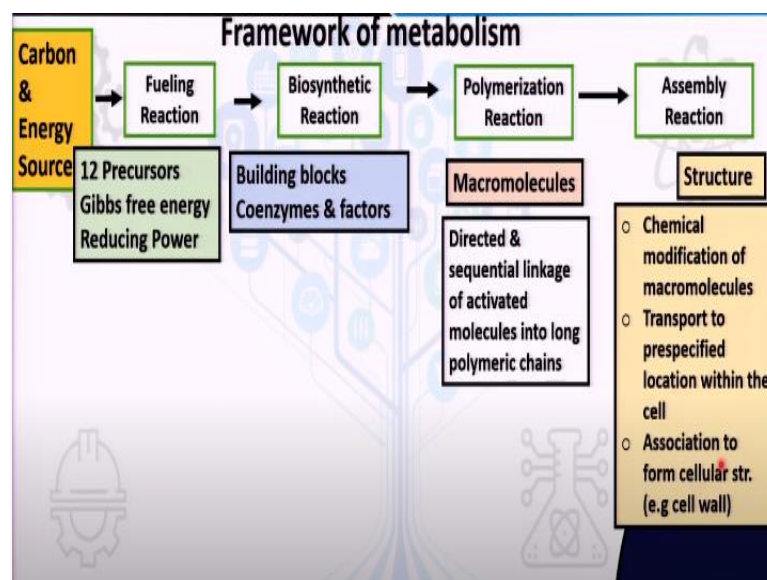 Framework of metabolism
Carbon
&
Energy
Source
Fueling
Reaction
Biosynthetic
Reaction
Polymerization
Reaction
Assembly
Reaction
12 Precursors
Gibbs free energy
Reducing Power
Building blocks
Coenzymes & factors
Macromolecules
Directed &
sequential linkage
of activated
molecules into long
polymeric chains
Structure
○ Chemical
modification of
macromolecules
○ Transport to
prespecified
location within the
cell
○ Association to
form cellular str.
(e.g cell wall)